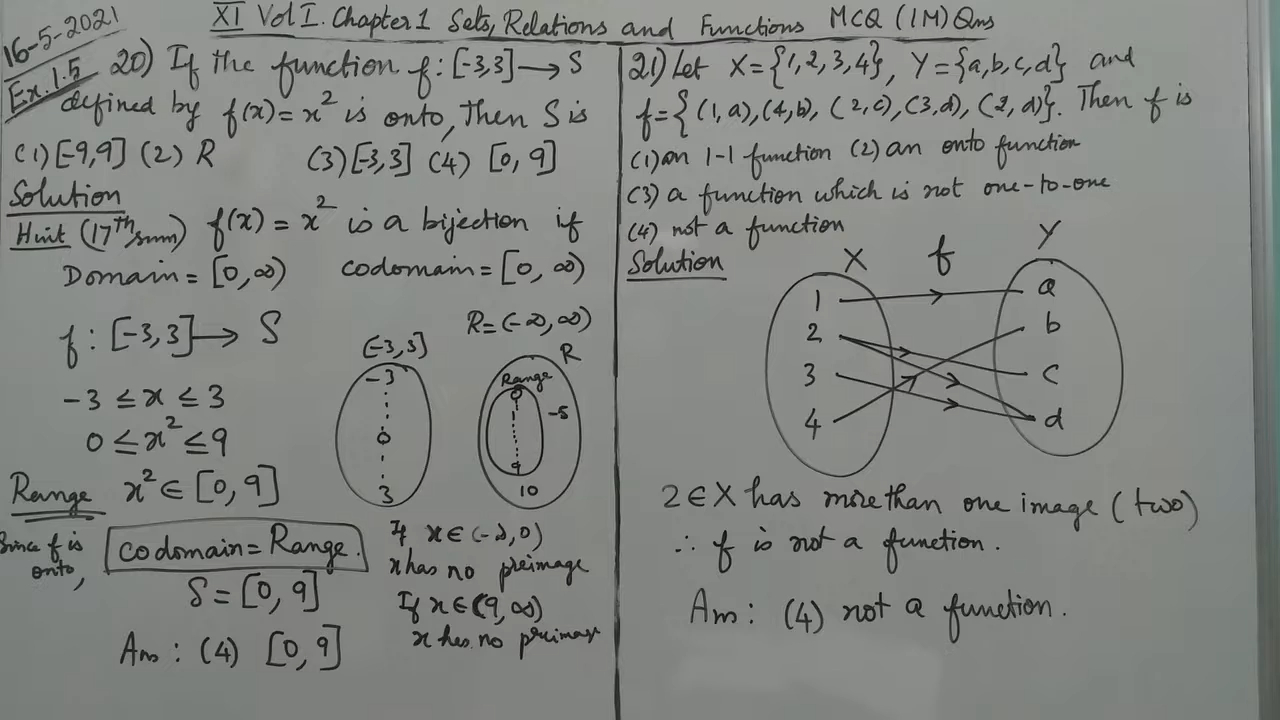 XI Vol I. Chapter 1 Sets, Relations and Functions MCQ (1M) Qns
16-5-2021
Ex. 1.5
20) If the function f : [-3,3] → S
defined by f(x) = x² is onto, Then S is
(1) [-9,9] (2) R (3) [-3,3] (4) [0, 9]
Solution
Hint (17th sum) f(x) = x² is a bijection if
Domain = [0, ∞) codomain = [0, ∞)
f : [-3, 3] → S
R = (-∞, ∞)
-3 ≤ x ≤ 3
0 ≤ x² ≤ 9
Range x² ∈ [0, 9]
[-3, 3]
-3
0
3
R
Range
0
9
-5
10
Since f is onto,
codomain = Range.
S = [0, 9]
Ans : (4) [0, 9]
If x ∈ (-∞, 0)
x has no preimage
If x ∈ (9, ∞)
x has no preimage
21) Let X = {1, 2, 3, 4}, Y = {a, b, c, d} and
f = {(1, a), (4, b), (2, c), (3, d), (2, d)}. Then f is
(1) an 1-1 function (2) an onto function
(3) a function which is not one-to-one
(4) not a function
Solution
X f Y
1 a
2 b
3 c
4 d
2 ∈ X has more than one image (two)
∴ f is not a function.
Ans : (4) not a function.